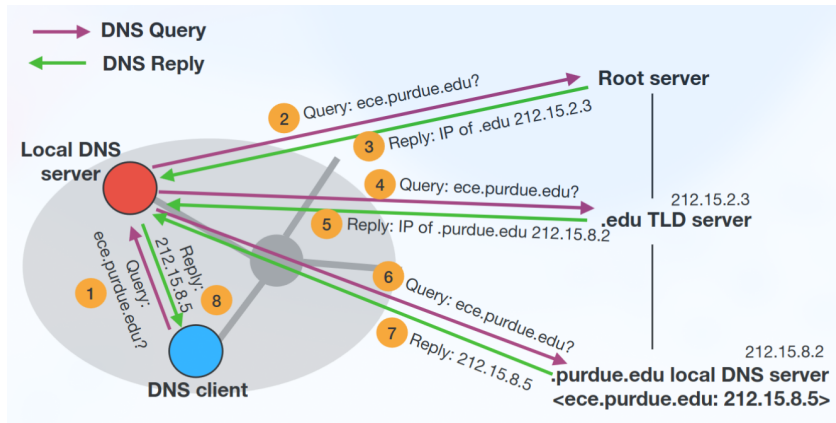 DNS Query
DNS Reply
Root server
2 Query: ece.purdue.edu?
3 Reply: IP of .edu 212.15.2.3
Local DNS
server
4 Query: ece.purdue.edu?
212.15.2.3
.edu TLD server
5 Reply: IP of .purdue.edu 212.15.8.2
1 Query:
ece.purdue.edu?
Reply:
212.15.8.5
8
6 Query: ece.purdue.edu?
7 Reply: 212.15.8.5
212.15.8.2
.purdue.edu local DNS server
<ece.purdue.edu: 212.15.8.5>
DNS client